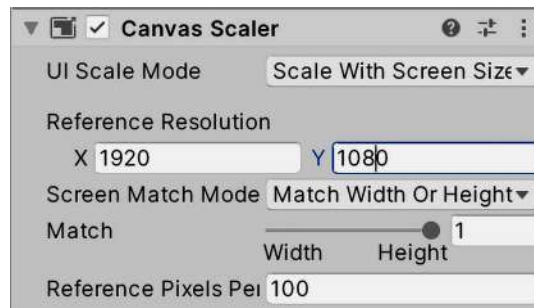 Canvas Scaler
UI Scale Mode Scale With Screen Size
Reference Resolution
X 1920 Y 1080
Screen Match Mode Match Width Or Height
Match 1
Width Height
Reference Pixels Per 100